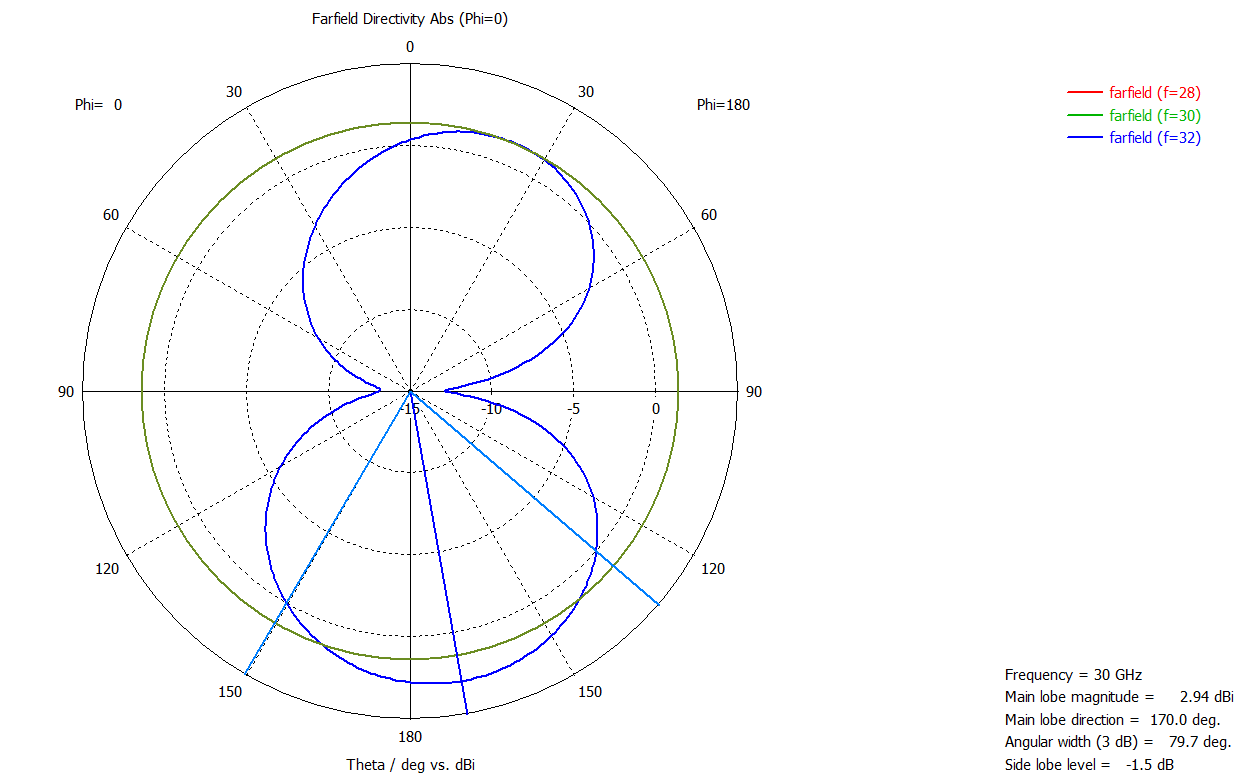 Farfield Directivity Abs (Phi=0)
0
30
30
Phi= 0
Phi=180
farfield (f=28)
farfield (f=30)
farfield (f=32)
60
60
90
90
-15
-10
-5
0
120
120
150
150
180
Theta / deg vs. dBi
Frequency = 30 GHz
Main lobe magnitude = 2.94 dBi
Main lobe direction = 170.0 deg.
Angular width (3 dB) = 79.7 deg.
Side lobe level = -1.5 dB